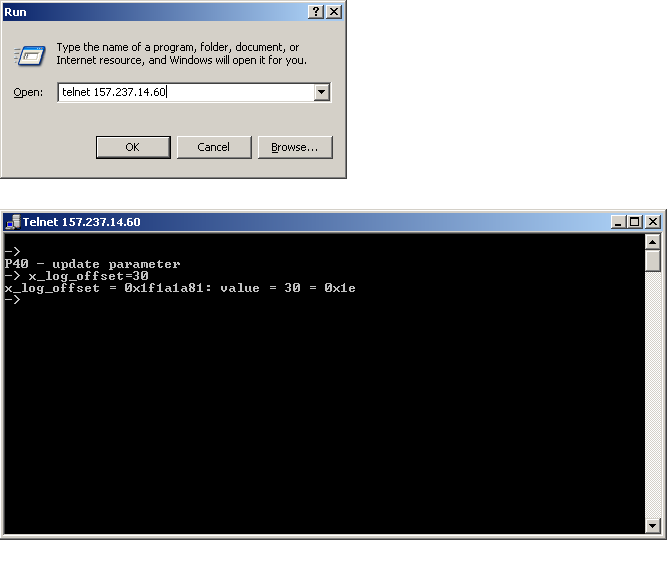 Run
Type the name of a program, folder, document, or
Internet resource, and Windows will open it for you.
Open: telnet 157.237.14.60
OK Cancel Browse...
Telnet 157.237.14.60
->
P40 - update parameter
-> x_log_offset=30
x_log_offset = 0x1f1a1a81: value = 30 = 0x1e
->